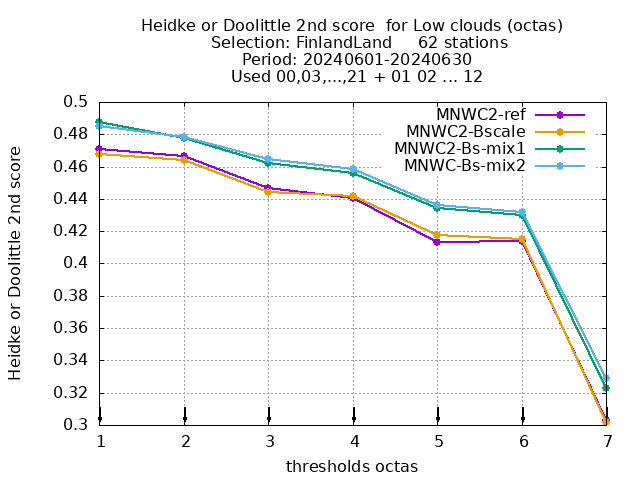 Heidke or Doolittle 2nd score  for Low clouds (octas)
Selection: FinlandLand     62 stations
Period: 20240601-20240630
Used 00,03,...,21 + 01 02 ... 12
Heidke or Doolittle 2nd score
0.5
0.48
0.46
0.44
0.42
0.4
0.38
0.36
0.34
0.32
0.3
MNWC2-ref
MNWC2-Bscale
MNWC2-Bs-mix1
MNWC-Bs-mix2
1 2 3 4 5 6 7
thresholds octas